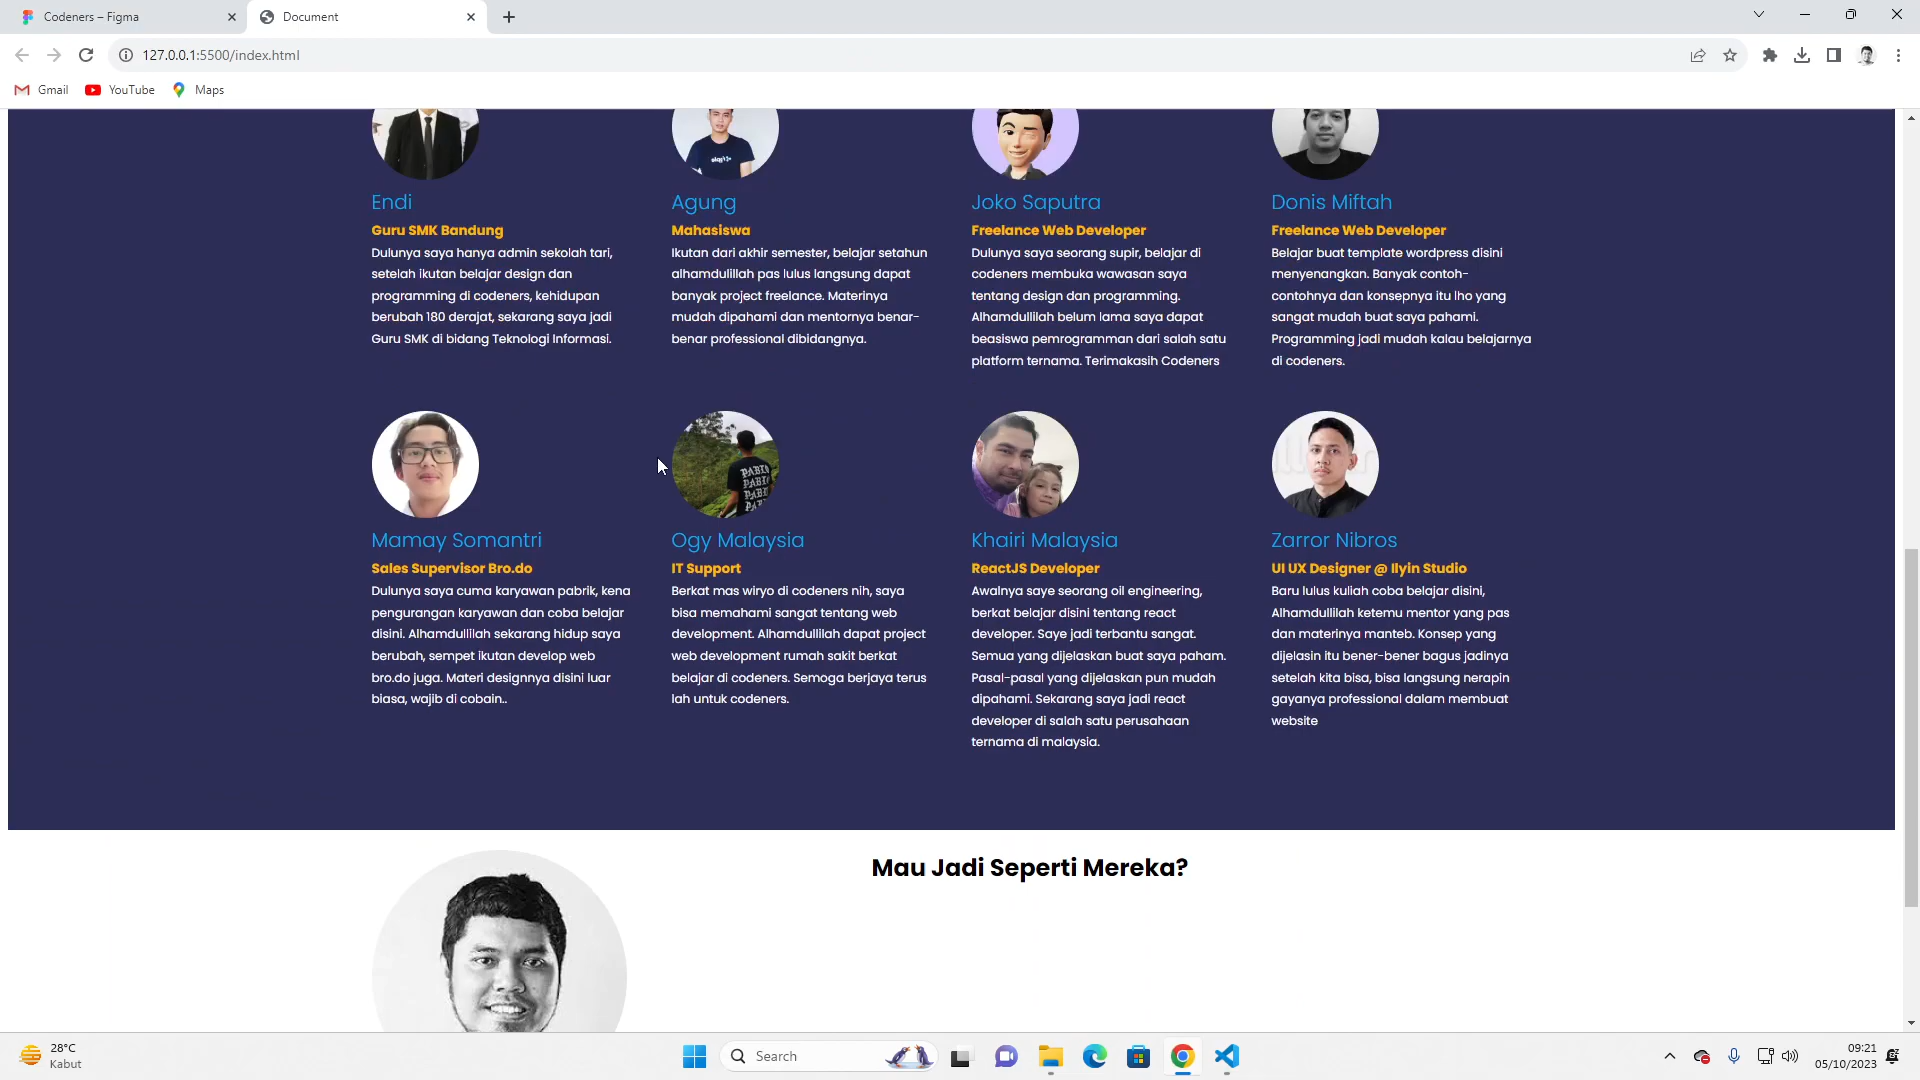 Codeners – Figma
Document
127.0.0.1:5500/index.html
Gmail
YouTube
Maps
Endi
Guru SMK Bandung
Dulunya saya hanya admin sekolah tari,
setelah ikutan belajar design dan
programming di codeners, kehidupan
berubah 180 derajat, sekarang saya jadi
Guru SMK di bidang Teknologi Informasi.
Agung
Mahasiswa
Ikutan dari akhir semester, belajar setahun
alhamdulillah pas lulus langsung dapat
banyak project freelance. Materinya
mudah dipahami dan mentornya benar-
benar professional dibidangnya.
Joko Saputra
Freelance Web Developer
Dulunya saya seorang supir, belajar di
codeners membuka wawasan saya
tentang design dan programming.
Alhamdullilah belum lama saya dapat
beasiswa pemrogramman dari salah satu
platform ternama. Terimakasih Codeners
Donis Miftah
Freelance Web Developer
Belajar buat template wordpress disini
menyenangkan. Banyak contoh-
contohnya dan konsepnya itu lho yang
sangat mudah buat saya pahami.
Programming jadi mudah kalau belajarnya
di codeners.
Mamay Somantri
Sales Supervisor Bro.do
Dulunya saya cuma karyawan pabrik, kena
pengurangan karyawan dan coba belajar
disini. Alhamdullilah sekarang hidup saya
berubah, sempet ikutan develop web
bro.do juga. Materi designnya disini luar
biasa, wajib di cobain..
PABLO
PABLO
Ogy Malaysia
IT Support
Berkat mas wiryo di codeners nih, saya
bisa memahami sangat tentang web
development. Alhamdullilah dapat project
web development rumah sakit berkat
belajar di codeners. Semoga berjaya terus
lah untuk codeners.
Khairi Malaysia
ReactJS Developer
Awalnya saye seorang oil engineering,
berkat belajar disini tentang react
developer. Saye jadi terbantu sangat.
Semua yang dijelaskan buat saya paham.
Pasal-pasal yang dijelaskan pun mudah
dipahami. Sekarang saya jadi react
developer di salah satu perusahaan
ternama di malaysia.
Zarror Nibros
UI UX Designer @ Ilyin Studio
Baru lulus kuliah coba belajar disini,
Alhamdullilah ketemu mentor yang pas
dan materinya manteb. Konsep yang
dijelasin itu bener-bener bagus jadinya
setelah kita bisa, bisa langsung nerapin
gayanya professional dalam membuat
website
Mau Jadi Seperti Mereka?
28°C
Kabut
Search
09:21
05/10/2023